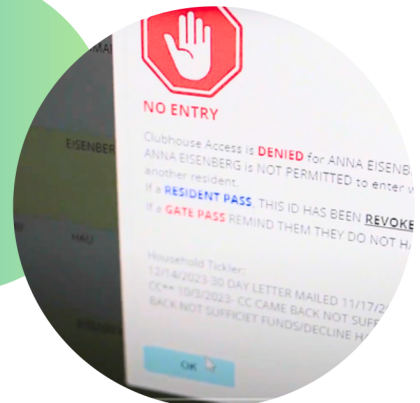 NO ENTRY
Clubhouse Access is DENIED for ANNA EISENB
ANNA EISENBERG is NOT PERMITTED to enter
another resident.
If a RESIDENT PASS, THIS ID HAS BEEN REVOKE
If a GATE PASS REMIND THEM THEY DO NOT
EISENBER
HAU
Household Tickler:
12/14/2023-30 DAY LETTER MAILED 11/17/2
CC** 10/3/2023- CC CAME BACK NOT SUFF
BACK NOT SUFFICIET FUNDS/DECLINE
OK